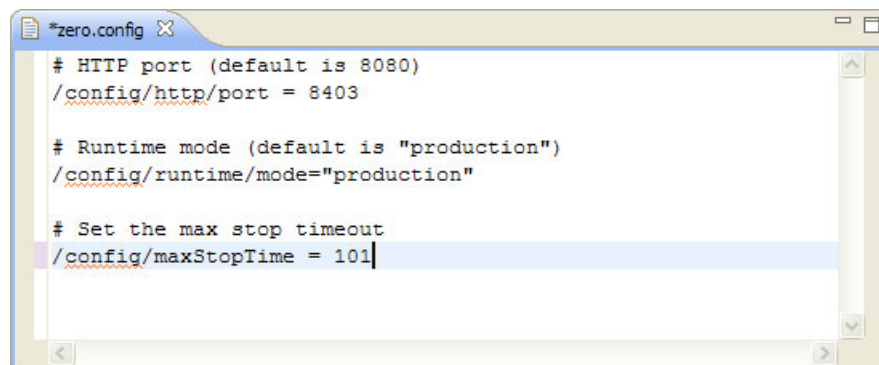 *zero.config
# HTTP port (default is 8080)
/config/http/port = 8403
# Runtime mode (default is "production")
/config/runtime/mode="production"
# Set the max stop timeout
/config/maxStopTime = 101